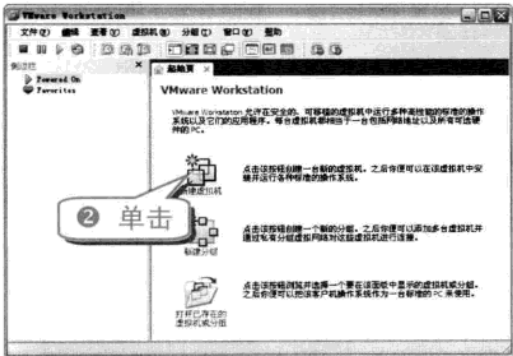 VMware Workstation
文件(F) 编辑 查看(V) 虚拟机(M) 分组(T) 窗口(W) 帮助
侧边栏
起始页
Powered On
Favorites
VMware Workstation
VMware Workstation 允许在安全的、可移植的虚拟机中运行多种高性能的标准的操作
系统以及它们的应用程序。每台虚拟机都相当于一台包括网络地址以及所有可选硬
件的 PC。
点击该按钮创建一台新的虚拟机。之后你便可以在该虚拟机中安
装并运行各种标准的操作系统。
新建虚拟机
❷ 单击
点击该按钮创建一个新的分组。之后你便可以添加多台虚拟机并
通过私有分组虚拟网络对这些虚拟机进行连接。
新建分组
点击该按钮浏览并选择一个要在该面板中显示的虚拟机或分组。
之后你便可以把该客户机操作系统作为一台标准的 PC 来使用。
打开已存在的
虚拟机或分组